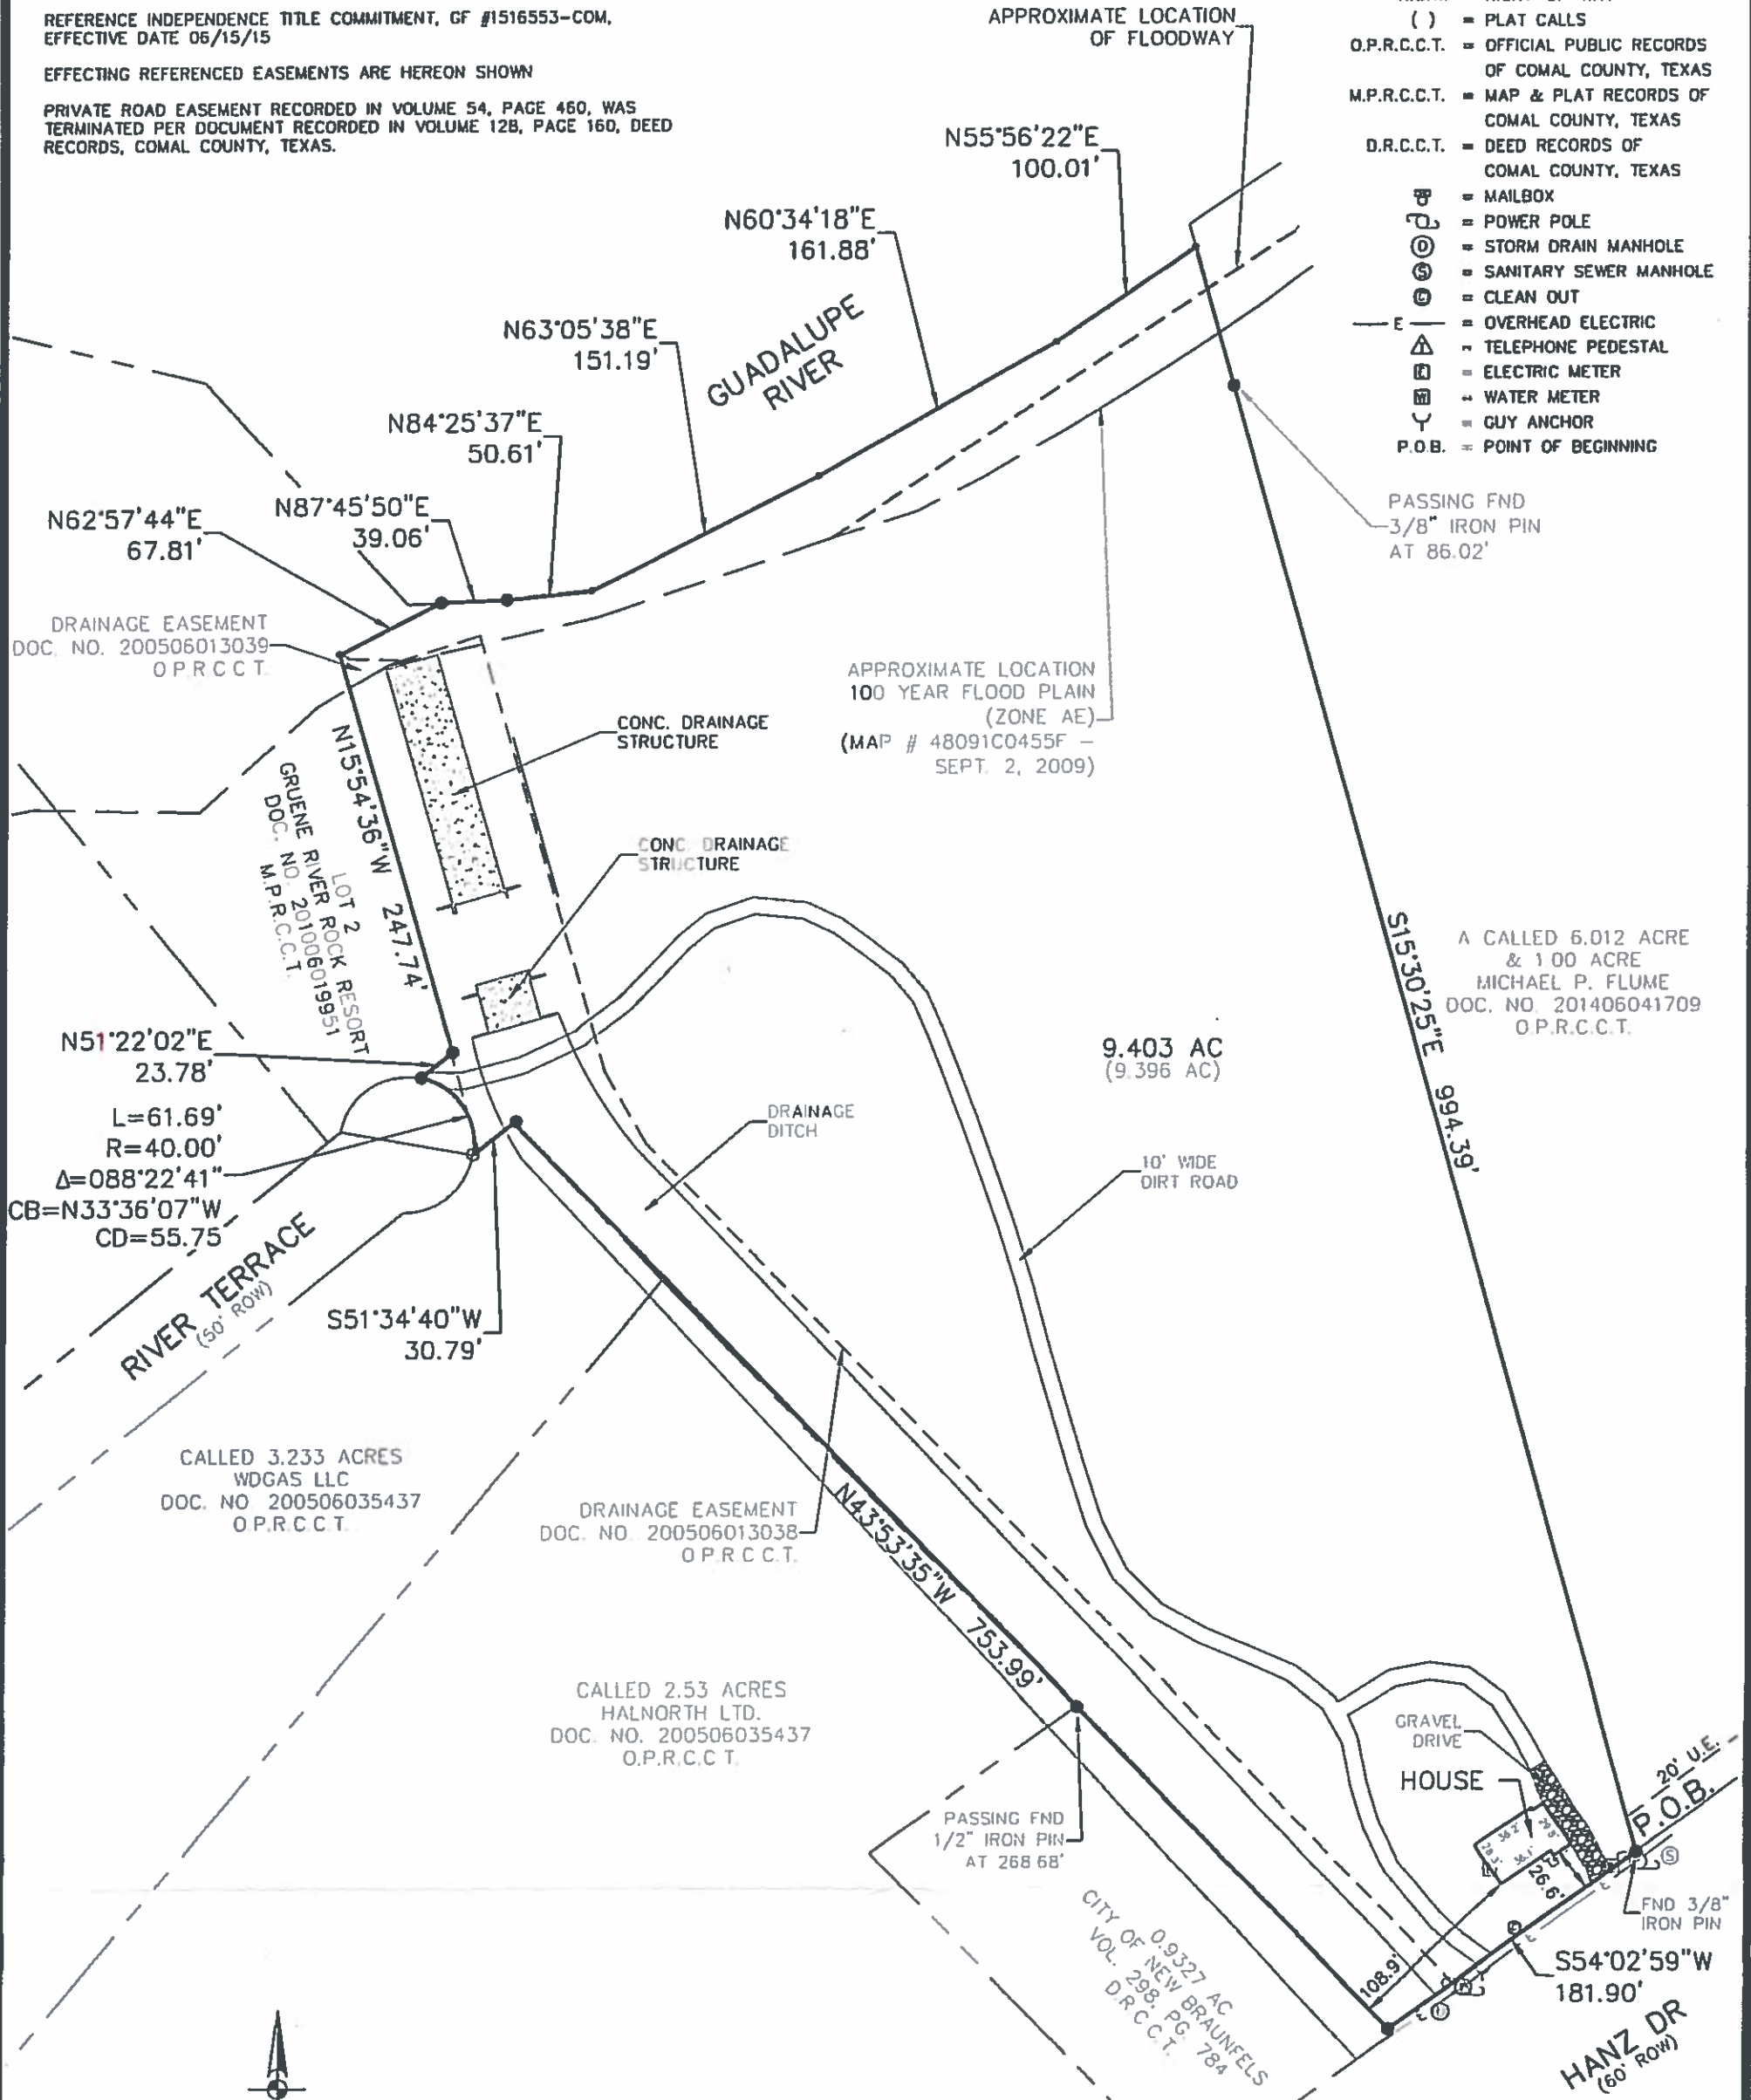 REFERENCE INDEPENDENCE TITLE COMMITMENT, GF #1516553-COM,
EFFECTIVE DATE 06/15/15
EFFECTING REFERENCED EASEMENTS ARE HEREON SHOWN
PRIVATE ROAD EASEMENT RECORDED IN VOLUME 54, PAGE 460, WAS
TERMINATED PER DOCUMENT RECORDED IN VOLUME 128, PAGE 160, DEED
RECORDS, COMAL COUNTY, TEXAS.
APPROXIMATE LOCATION
OF FLOODWAY
( ) = PLAT CALLS
O.P.R.C.C.T. = OFFICIAL PUBLIC RECORDS
OF COMAL COUNTY, TEXAS
M.P.R.C.C.T. = MAP & PLAT RECORDS OF
COMAL COUNTY, TEXAS
D.R.C.C.T. = DEED RECORDS OF
COMAL COUNTY, TEXAS
= MAILBOX
= POWER POLE
D = STORM DRAIN MANHOLE
S = SANITARY SEWER MANHOLE
C = CLEAN OUT
E = OVERHEAD ELECTRIC
T = TELEPHONE PEDESTAL
E = ELECTRIC METER
W = WATER METER
= GUY ANCHOR
P.O.B. = POINT OF BEGINNING
N55°56'22"E
100.01'
N60°34'18"E
161.88'
GUADALUPE
RIVER
N63°05'38"E
151.19'
N84°25'37"E
50.61'
N87°45'50"E
39.06'
N62°57'44"E
67.81'
PASSING FND
3/8" IRON PIN
AT 86.02'
DRAINAGE EASEMENT
DOC. NO. 200506013039
O.P.R.C.C.T.
APPROXIMATE LOCATION
100 YEAR FLOOD PLAIN
(ZONE AE)
(MAP # 48091C0455F –
SEPT. 2, 2009)
CONC. DRAINAGE
STRUCTURE
N15°54'36"W 247.74'
LOT 2
GRUENE RIVER ROCK RESORT
DOC. NO. 201006019951
M.P.R.C.C.T.
CONC. DRAINAGE
STRUCTURE
S15°30'25"E 994.39'
A CALLED 6.012 ACRE
& 1.00 ACRE
MICHAEL P. FLUME
DOC. NO. 201406041709
O.P.R.C.C.T.
N51°22'02"E
23.78'
9.403 AC
(9.396 AC)
L=61.69'
R=40.00'
Δ=088°22'41"
CB=N33°36'07"W
CD=55.75'
DRAINAGE
DITCH
10' WIDE
DIRT ROAD
RIVER TERRACE
(50' ROW)
S51°34'40"W
30.79'
CALLED 3.233 ACRES
WDGAS LLC
DOC. NO. 200506035437
O.P.R.C.C.T.
DRAINAGE EASEMENT
DOC. NO. 200506013038
O.P.R.C.C.T.
N43°53'35"W 753.99'
CALLED 2.53 ACRES
HALNORTH LTD.
DOC. NO. 200506035437
O.P.R.C.C.T.
GRAVEL
DRIVE
HOUSE
20' U.E.
P.O.B.
PASSING FND
1/2" IRON PIN
AT 268.68'
36.2'
29.5'
28.3'
36.1'
26.6'
S
FND 3/8"
IRON PIN
S54°02'59"W
181.90'
108.9'
0.9327 AC
CITY OF NEW BRAUNFELS
VOL. 298, PG. 784
D.R.C.C.T.
HANZ DR
(60' ROW)